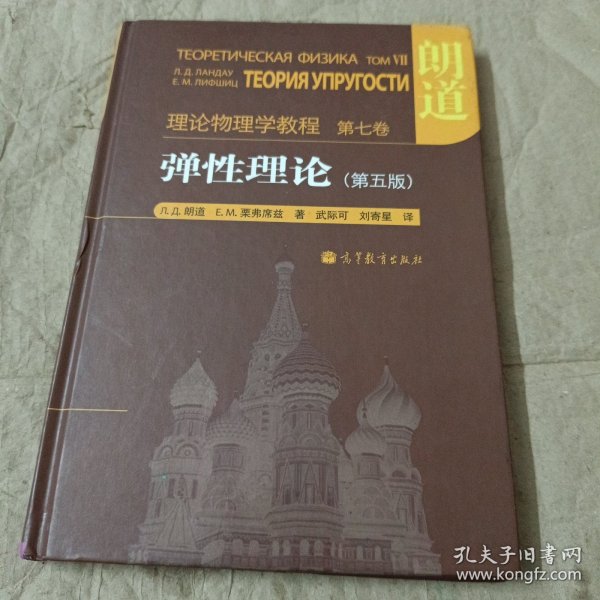 ТЕОРЕТИЧЕСКАЯ ФИЗИКА ТОМ VII
Л. Д. ЛАНДАУ
Е. М. ЛИФШИЦ
ТЕОРИЯ УПРУГОСТИ
朗道
理论物理学教程 第七卷
弹性理论（第五版）
Л. Д. 朗道 Е. М. 栗弗席兹 著 武际可 刘寄星 译
高等教育出版社
孔夫子旧书网
www.kongfz.com